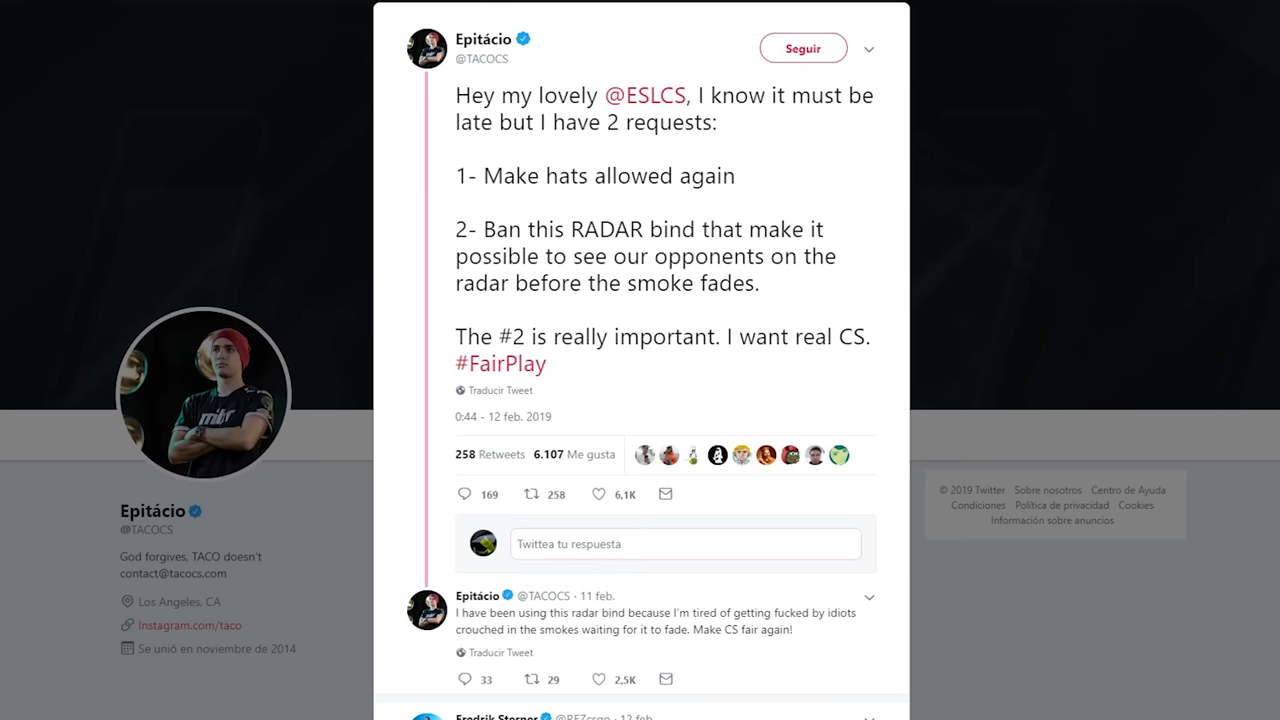 Epitácio
@TACOCS
Seguir
Hey my lovely @ESLCS, I know it must be
late but I have 2 requests:
1- Make hats allowed again
2- Ban this RADAR bind that make it
possible to see our opponents on the
radar before the smoke fades.
The #2 is really important. I want real CS.
#FairPlay
Traducir Tweet
0:44 - 12 feb. 2019
258 Retweets 6.107 Me gusta
169 258 6,1K
Twittea tu respuesta
Epitácio @TACOCS · 11 feb.
I have been using this radar bind because I'm tired of getting fucked by idiots
crouched in the smokes waiting for it to fade. Make CS fair again!
Traducir Tweet
33 29 2,5K
Fredrik Sterner @REZcsgo · 12 feb.
mibr
Epitácio
@TACOCS
God forgives, TACO doesn't
contact@tacocs.com
Los Angeles, CA
Instagram.com/taco
Se unió en noviembre de 2014
© 2019 Twitter Sobre nosotros Centro de Ayuda
Condiciones Política de privacidad Cookies
Información sobre anuncios